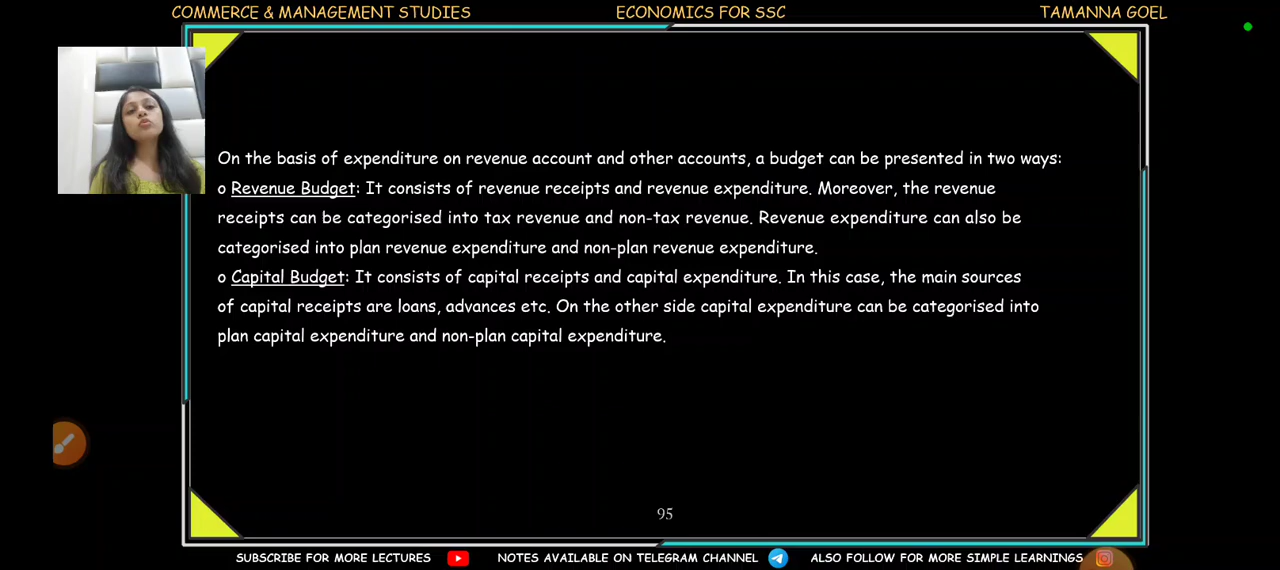 COMMERCE & MANAGEMENT STUDIES ECONOMICS FOR SSC TAMANNA GOEL
On the basis of expenditure on revenue account and other accounts, a budget can be presented in two ways:
o Revenue Budget: It consists of revenue receipts and revenue expenditure. Moreover, the revenue
receipts can be categorised into tax revenue and non-tax revenue. Revenue expenditure can also be
categorised into plan revenue expenditure and non-plan revenue expenditure.
o Capital Budget: It consists of capital receipts and capital expenditure. In this case, the main sources
of capital receipts are loans, advances etc. On the other side capital expenditure can be categorised into
plan capital expenditure and non-plan capital expenditure.
95
SUBSCRIBE FOR MORE LECTURES NOTES AVAILABLE ON TELEGRAM CHANNEL ALSO FOLLOW FOR MORE SIMPLE LEARNINGS